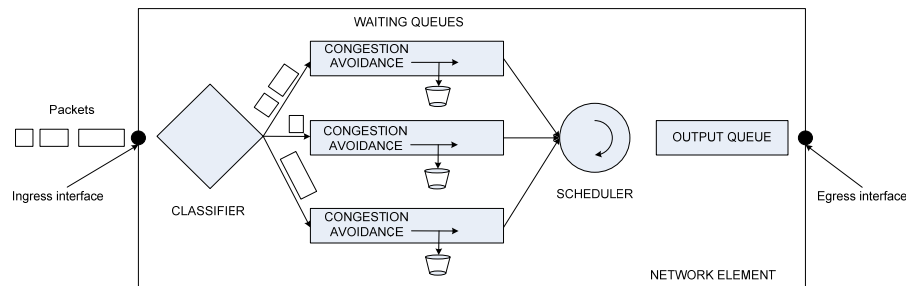 WAITING QUEUES
CONGESTION
AVOIDANCE
Packets
CONGESTION
AVOIDANCE
OUTPUT QUEUE
Ingress interface
CLASSIFIER
SCHEDULER
Egress interface
CONGESTION
AVOIDANCE
NETWORK ELEMENT